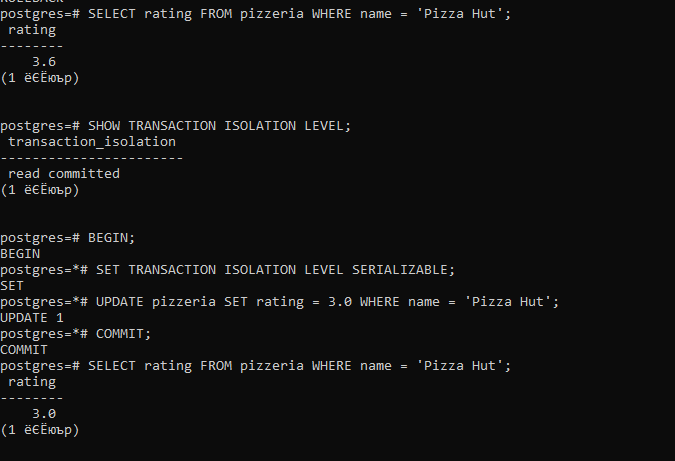 ROLLBACK
postgres=# SELECT rating FROM pizzeria WHERE name = 'Pizza Hut';
 rating
--------
    3.6
(1 ёЄЁюър)
postgres=# SHOW TRANSACTION ISOLATION LEVEL;
 transaction_isolation
-----------------------
 read committed
(1 ёЄЁюър)
postgres=# BEGIN;
BEGIN
postgres=*# SET TRANSACTION ISOLATION LEVEL SERIALIZABLE;
SET
postgres=*# UPDATE pizzeria SET rating = 3.0 WHERE name = 'Pizza Hut';
UPDATE 1
postgres=*# COMMIT;
COMMIT
postgres=# SELECT rating FROM pizzeria WHERE name = 'Pizza Hut';
 rating
--------
    3.0
(1 ёЄЁюър)